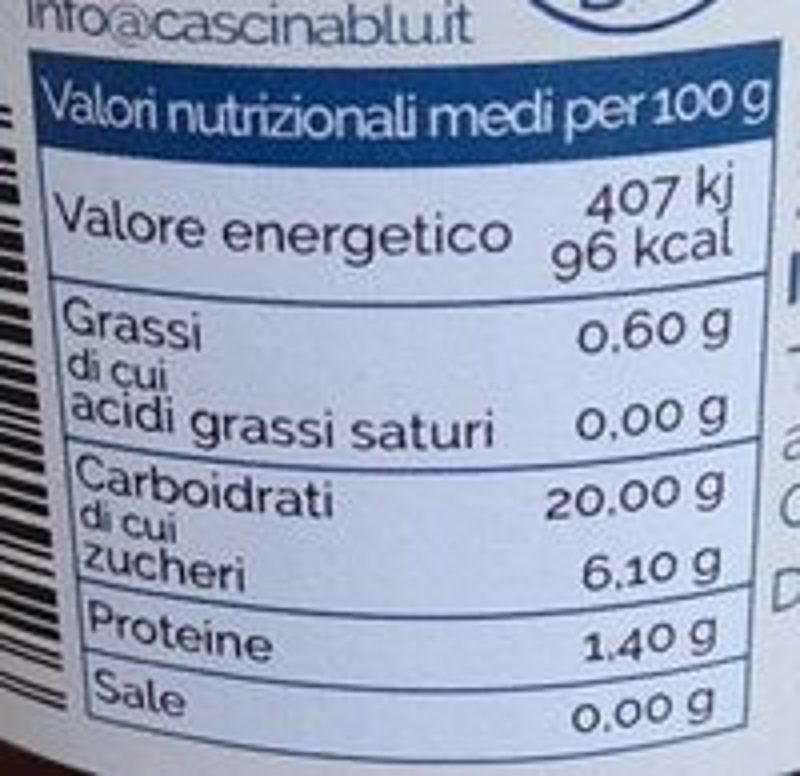 info@cascinablu.it
Valori nutrizionali medi per 100 g
Valore energetico 407 kj
96 kcal
Grassi 0.60 g
di cui
acidi grassi saturi 0.00 g
Carboidrati 20.00 g
di cui
zucheri 6.10 g
Proteine 1.40 g
Sale 0.00 g